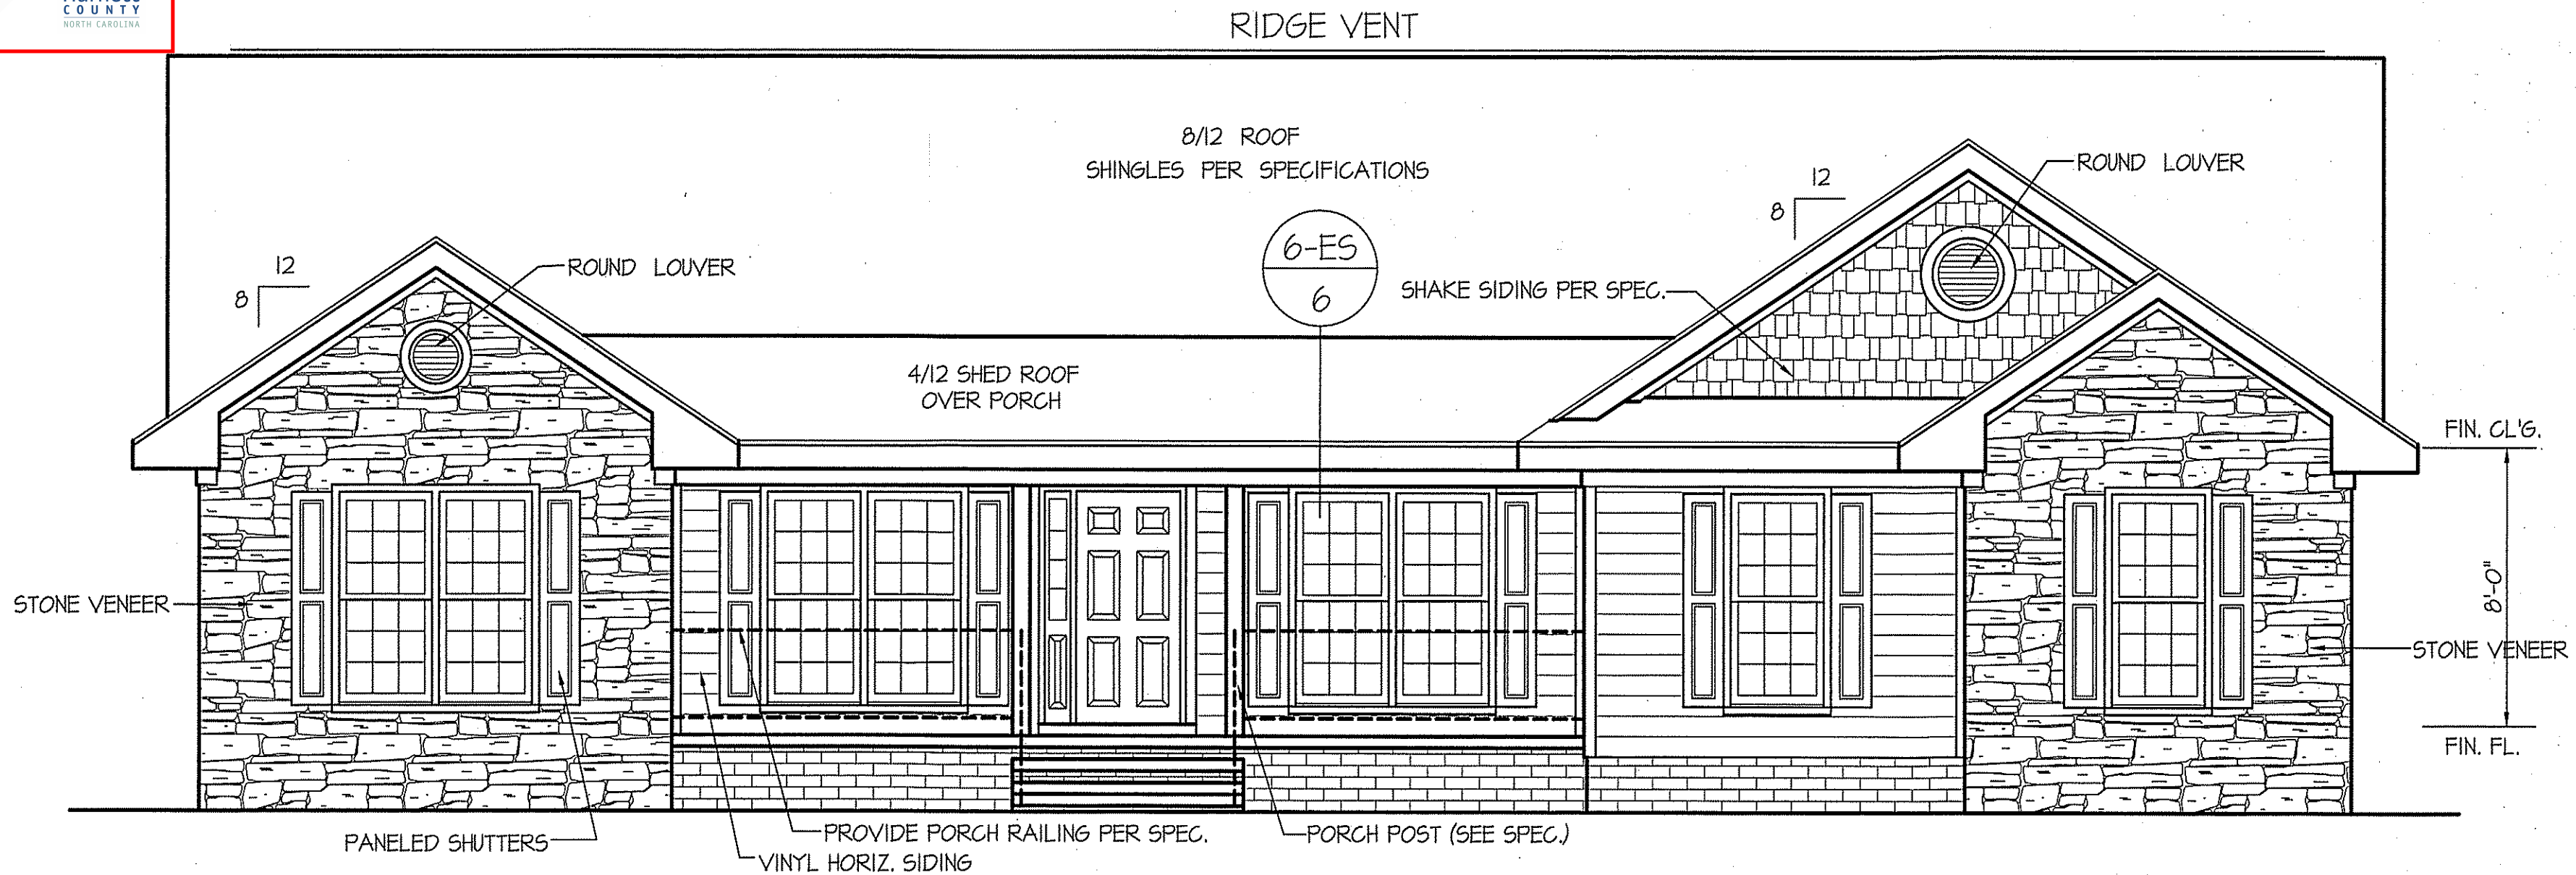 COUNTY
NORTH CAROLINA
RIDGE VENT
8/12 ROOF
SHINGLES PER SPECIFICATIONS
12
8
ROUND LOUVER
6-ES
6
SHAKE SIDING PER SPEC.
12
8
ROUND LOUVER
4/12 SHED ROOF
OVER PORCH
FIN. CL'G.
8'-0"
FIN. FL.
STONE VENEER
STONE VENEER
PANELED SHUTTERS
PROVIDE PORCH RAILING PER SPEC.
VINYL HORIZ. SIDING
PORCH POST (SEE SPEC.)